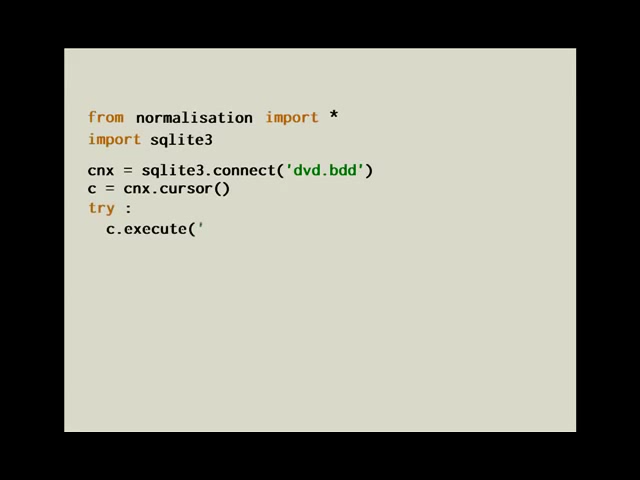 from normalisation import *
import sqlite3
cnx = sqlite3.connect('dvd.bdd')
c = cnx.cursor()
try :
c.execute('